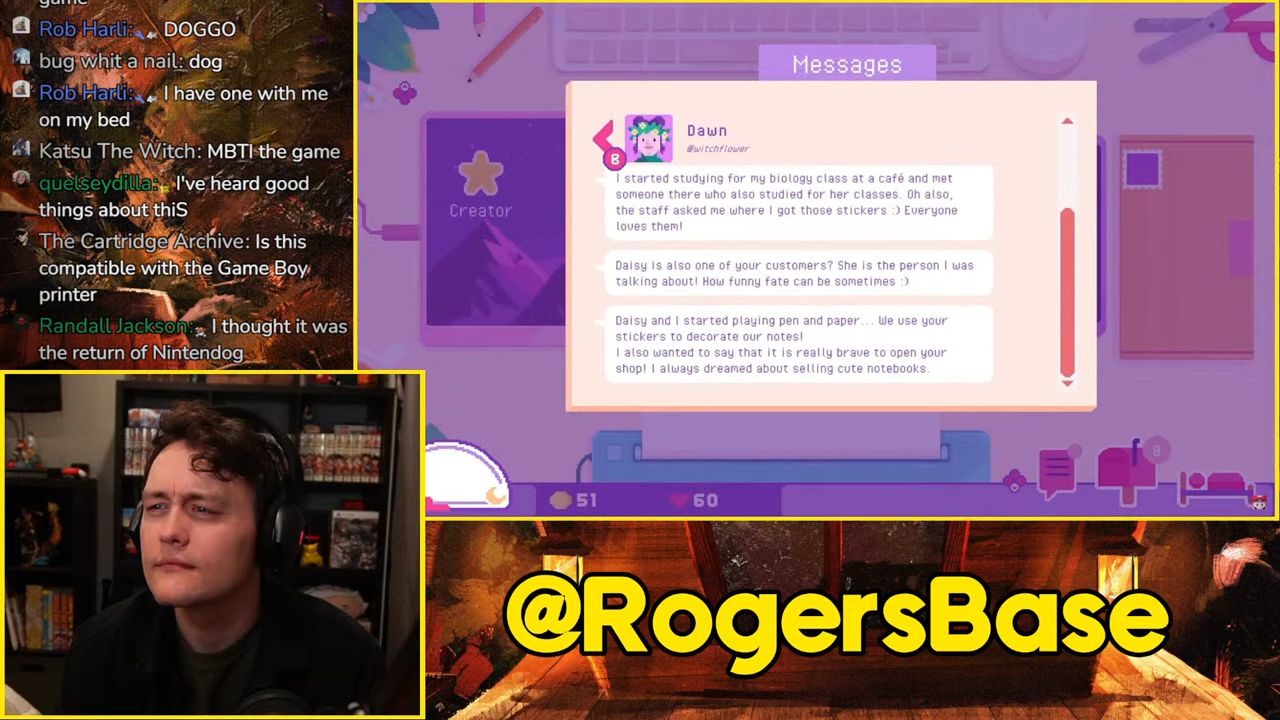 game
Rob Harli: DOGGO
bug whit a nail: dog
Rob Harli: I have one with me
on my bed
Katsu The Witch: MBTI the game
quelseydilla: I've heard good
things about thiS
The Cartridge Archive: Is this
compatible with the Game Boy
printer
Randall Jackson: I thought it was
the return of Nintendog
Messages
Dawn
@witchflower
B
I started studying for my biology class at a café and met
someone there who also studied for her classes. Oh also,
the staff asked me where I got those stickers :) Everyone
loves them!
Daisy is also one of your customers? She is the person I was
talking about! How funny fate can be sometimes :)
Daisy and I started playing pen and paper... We use your
stickers to decorate our notes!
I also wanted to say that it is really brave to open your
shop! I always dreamed about selling cute notebooks.
Creator
51
60
@RogersBase